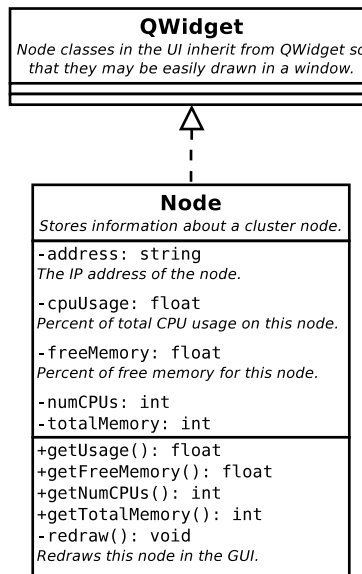 QWidget
Node classes in the UI inherit from QWidget so
that they may be easily drawn in a window.
Node
Stores information about a cluster node.
-address: string
The IP address of the node.
-cpuUsage: float
Percent of total CPU usage on this node.
-freeMemory: float
Percent of free memory for this node.
-numCPUs: int
-totalMemory: int
+getUsage(): float
+getFreeMemory(): float
+getNumCPUs(): int
+getTotalMemory(): int
-redraw(): void
Redraws this node in the GUI.